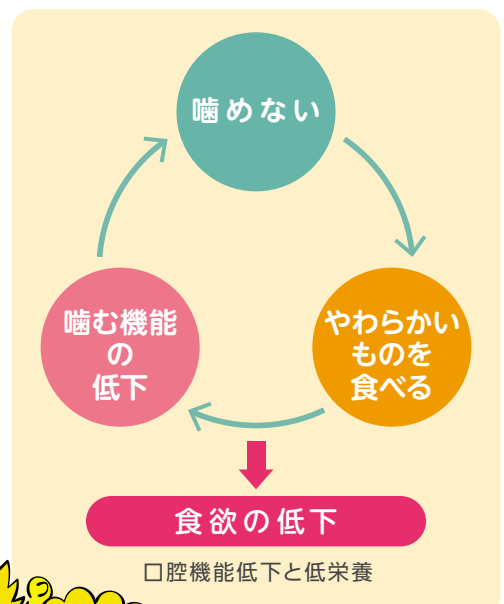 噛めない
やわらかい
ものを
食べる
噛む機能
の
低下
食欲の低下
口腔機能低下と低栄養